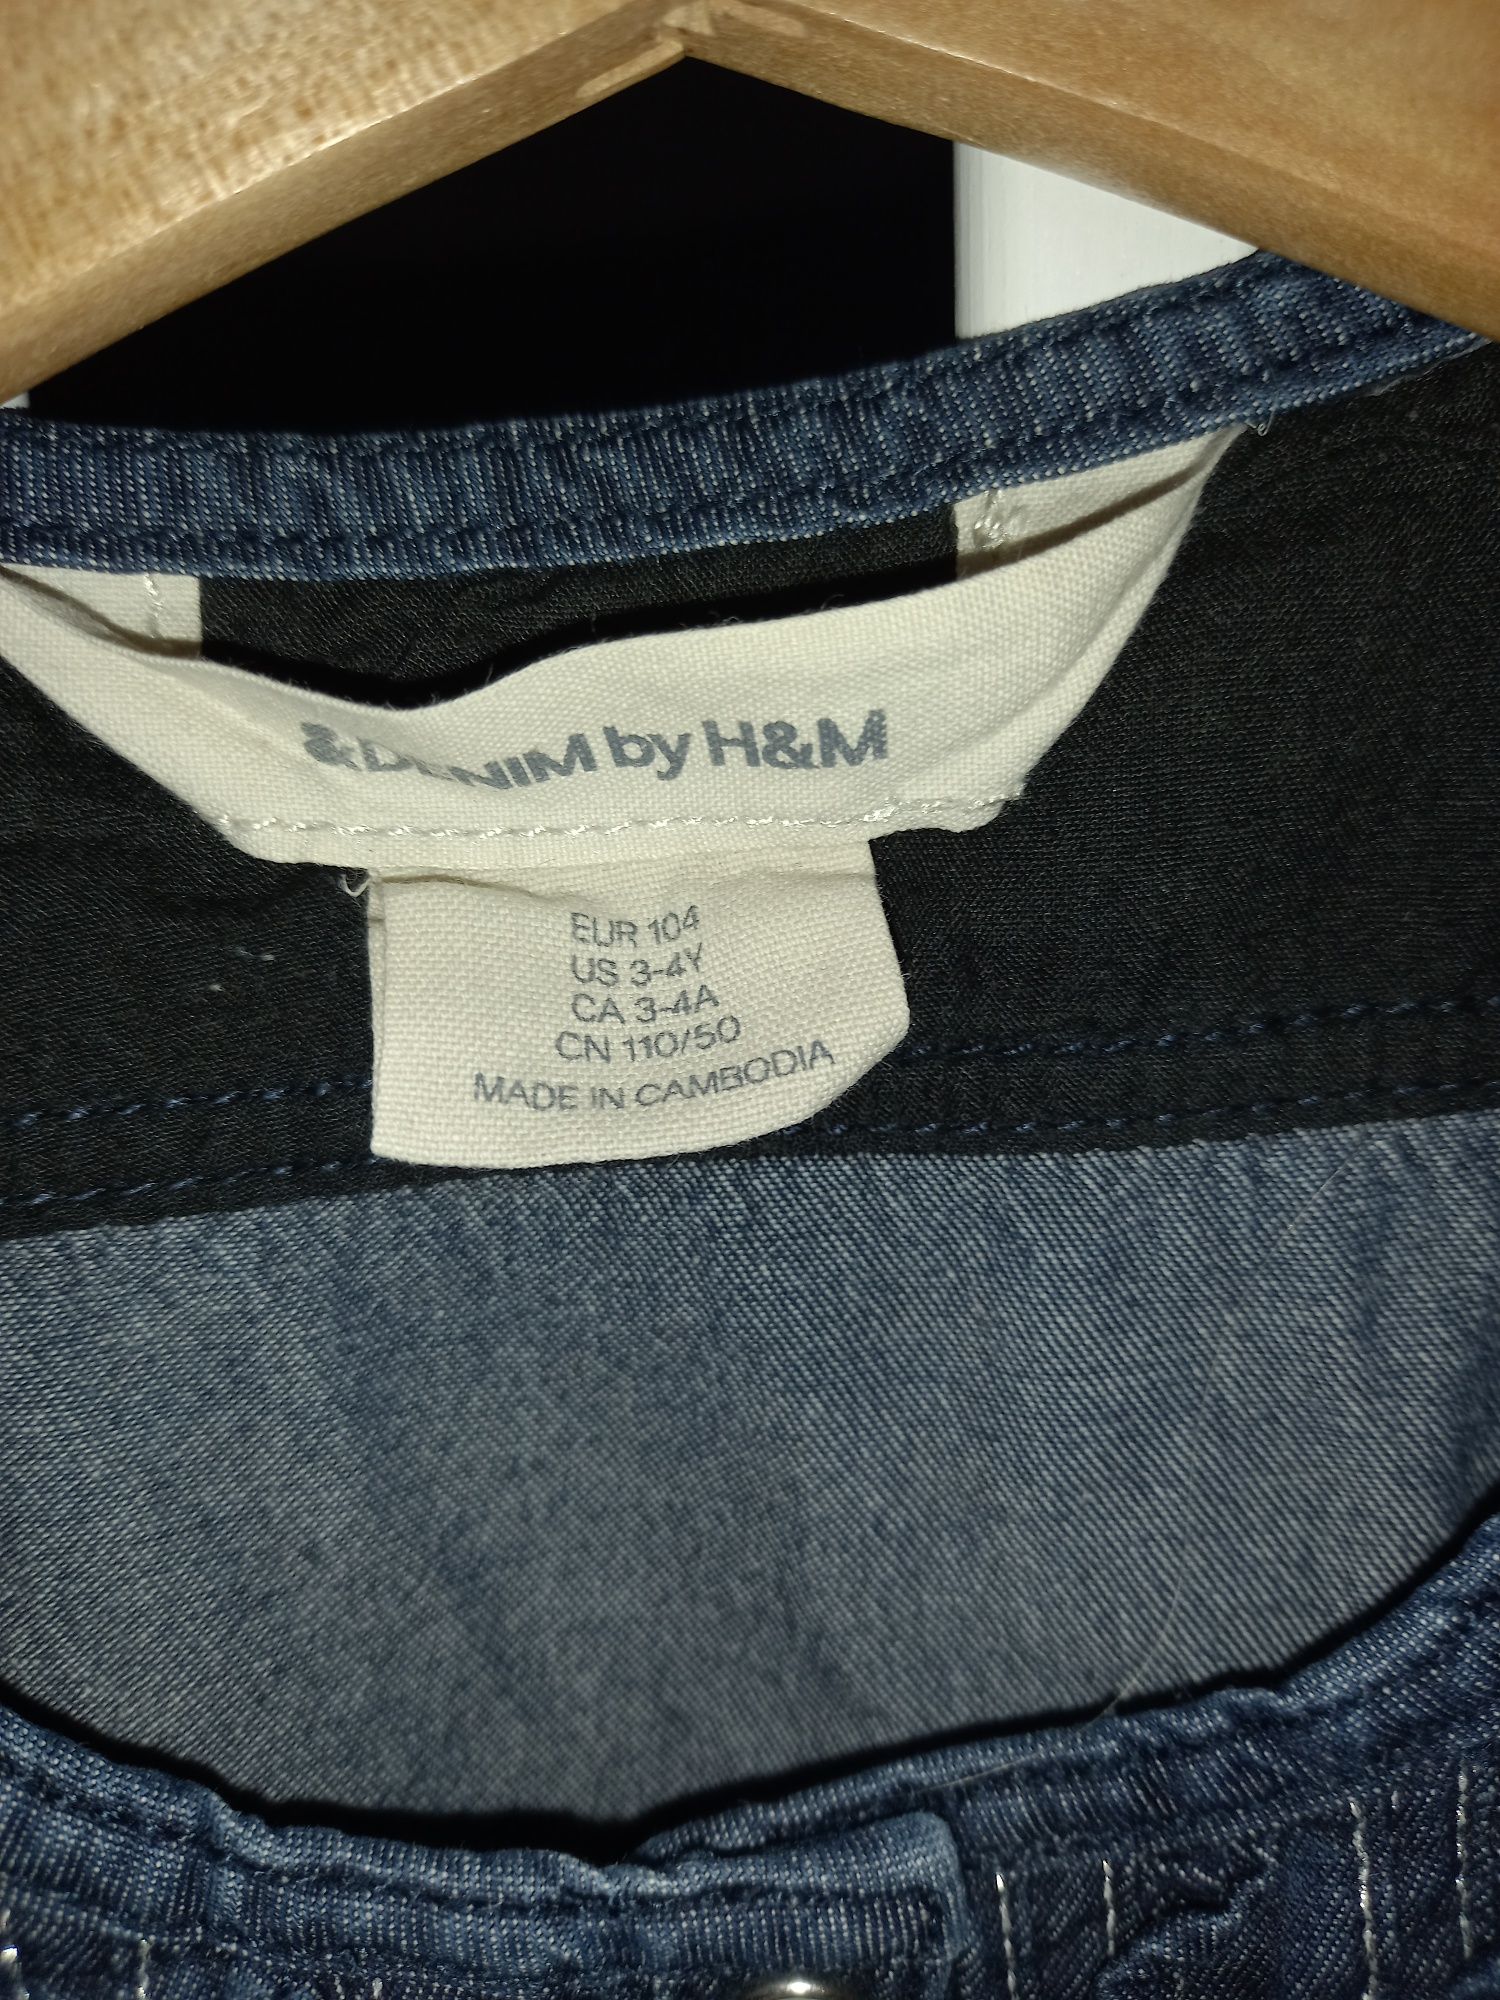 &DENIM by H&M
EUR 104
US 3-4Y
CA 3-4A
CN 110/50
MADE IN CAMBODIA